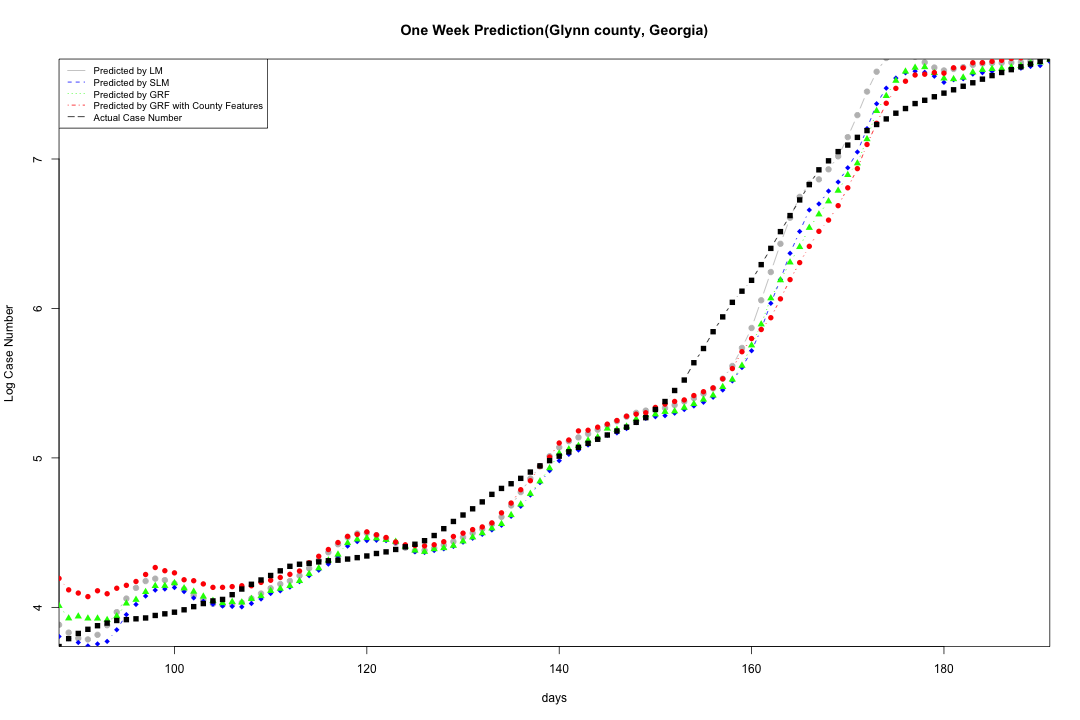 One Week Prediction(Glynn county, Georgia)
Predicted by LM
Predicted by SLM
Predicted by GRF
Predicted by GRF with County Features
Actual Case Number
Log Case Number
7
6
5
4
100 120 140 160 180
days